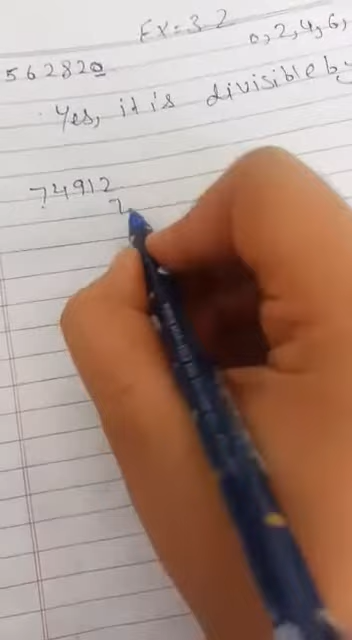 Ex = 3.2
0, 2, 4, 6,
562820
Yes, it is divisible by
74912